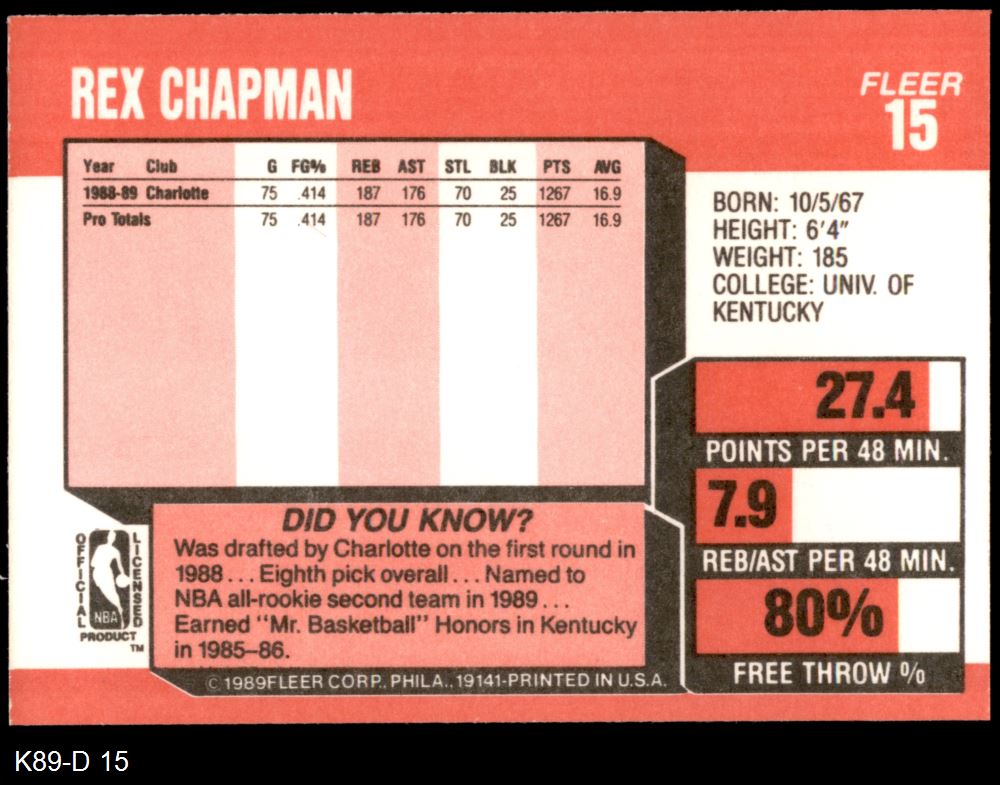 REX CHAPMAN
FLEER
15
Year Club G FG% REB AST STL BLK PTS AVG
1988-89 Charlotte 75 .414 187 176 70 25 1267 16.9
Pro Totals 75 .414 187 176 70 25 1267 16.9
BORN: 10/5/67
HEIGHT: 6'4"
WEIGHT: 185
COLLEGE: UNIV. OF
KENTUCKY
27.4
POINTS PER 48 MIN.
7.9
REB/AST PER 48 MIN.
80%
FREE THROW %
OFFICIAL
LICENSED
NBA
PRODUCT
TM
DID YOU KNOW?
Was drafted by Charlotte on the first round in
1988... Eighth pick overall... Named to
NBA all-rookie second team in 1989...
Earned "Mr. Basketball" Honors in Kentucky
in 1985–86.
© 1989FLEER CORP., PHILA., 19141-PRINTED IN U.S.A.
K89-D 15